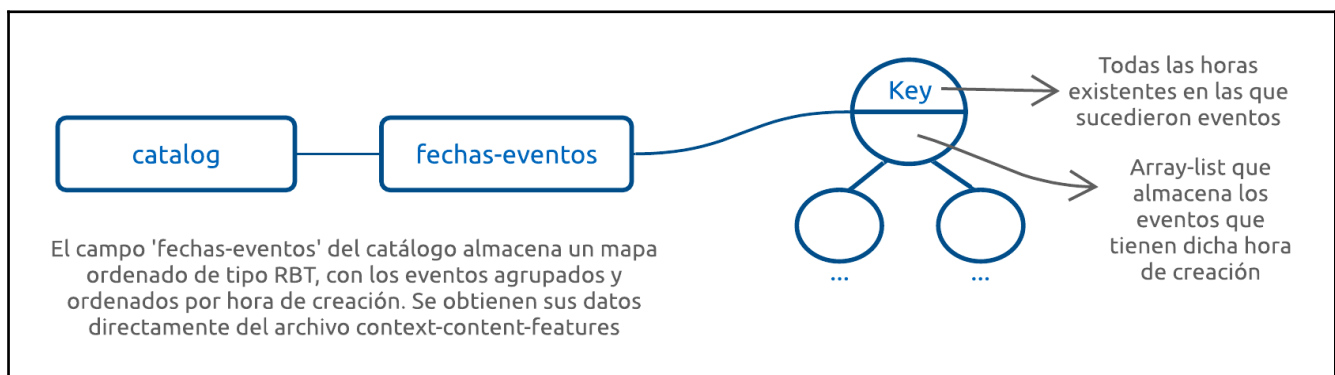 catalog
fechas-eventos
Key
Todas las horas
existentes en las que
sucedieron eventos
Array-list que
almacena los
eventos que
tienen dicha hora
de creación
...
...
El campo 'fechas-eventos' del catálogo almacena un mapa
ordenado de tipo RBT, con los eventos agrupados y
ordenados por hora de creación. Se obtienen sus datos
directamente del archivo context-content-features